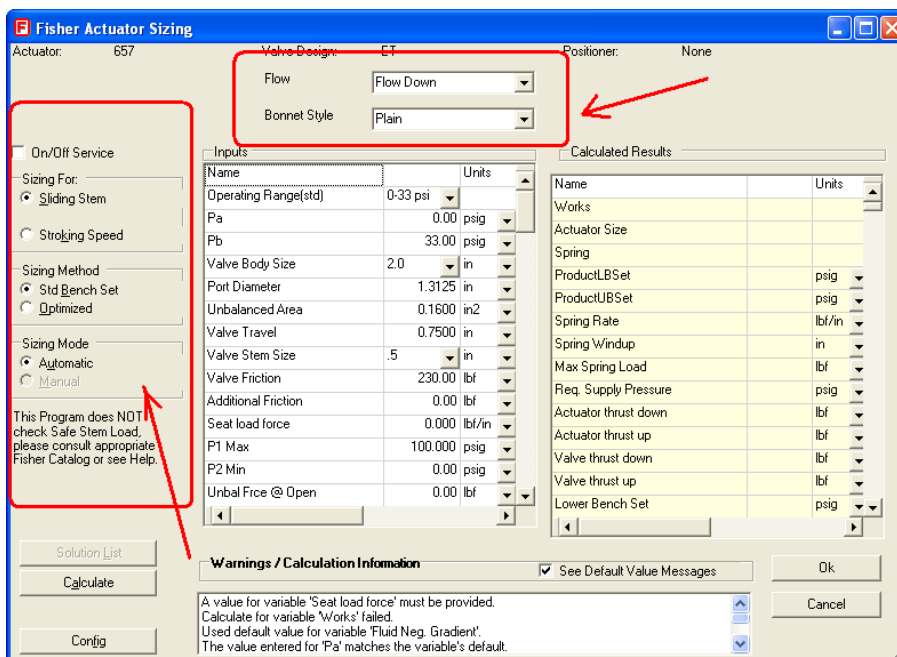 Fisher Actuator Sizing
Actuator: 657 Valve Design: ET Positioner: None
Flow Flow Down
Bonnet Style Plain
On/Off Service
Sizing For:
Sliding Stem
Stroking Speed
Sizing Method
Std Bench Set
Optimized
Sizing Mode
Automatic
Manual
This Program does NOT
check Safe Stem Load,
please consult appropriate
Fisher Catalog or see Help.
Inputs
Name Units
Operating Range(std) 0-33 psi
Pa 0.00 psig
Pb 33.00 psig
Valve Body Size 2.0 in
Port Diameter 1.3125 in
Unbalanced Area 0.1600 in2
Valve Travel 0.7500 in
Valve Stem Size .5 in
Valve Friction 230.00 lbf
Additional Friction 0.00 lbf
Seat load force 0.000 lbf/in
P1 Max 100.000 psig
P2 Min 0.00 psig
Unbal Frce @ Open 0.00 lbf
Calculated Results
Name Units
Works
Actuator Size
Spring
ProductLBSet psig
ProductUBSet psig
Spring Rate lbf/in
Spring Windup in
Max Spring Load lbf
Req. Supply Pressure psig
Actuator thrust down lbf
Actuator thrust up lbf
Valve thrust down lbf
Valve thrust up lbf
Lower Bench Set psig
Solution List
Calculate
Config
Warnings / Calculation Information
See Default Value Messages
A value for variable 'Seat load force' must be provided.
Calculate for variable 'Works' failed.
Used default value for variable 'Fluid Neg. Gradient'.
The value entered for 'Pa' matches the variable's default.
Ok
Cancel